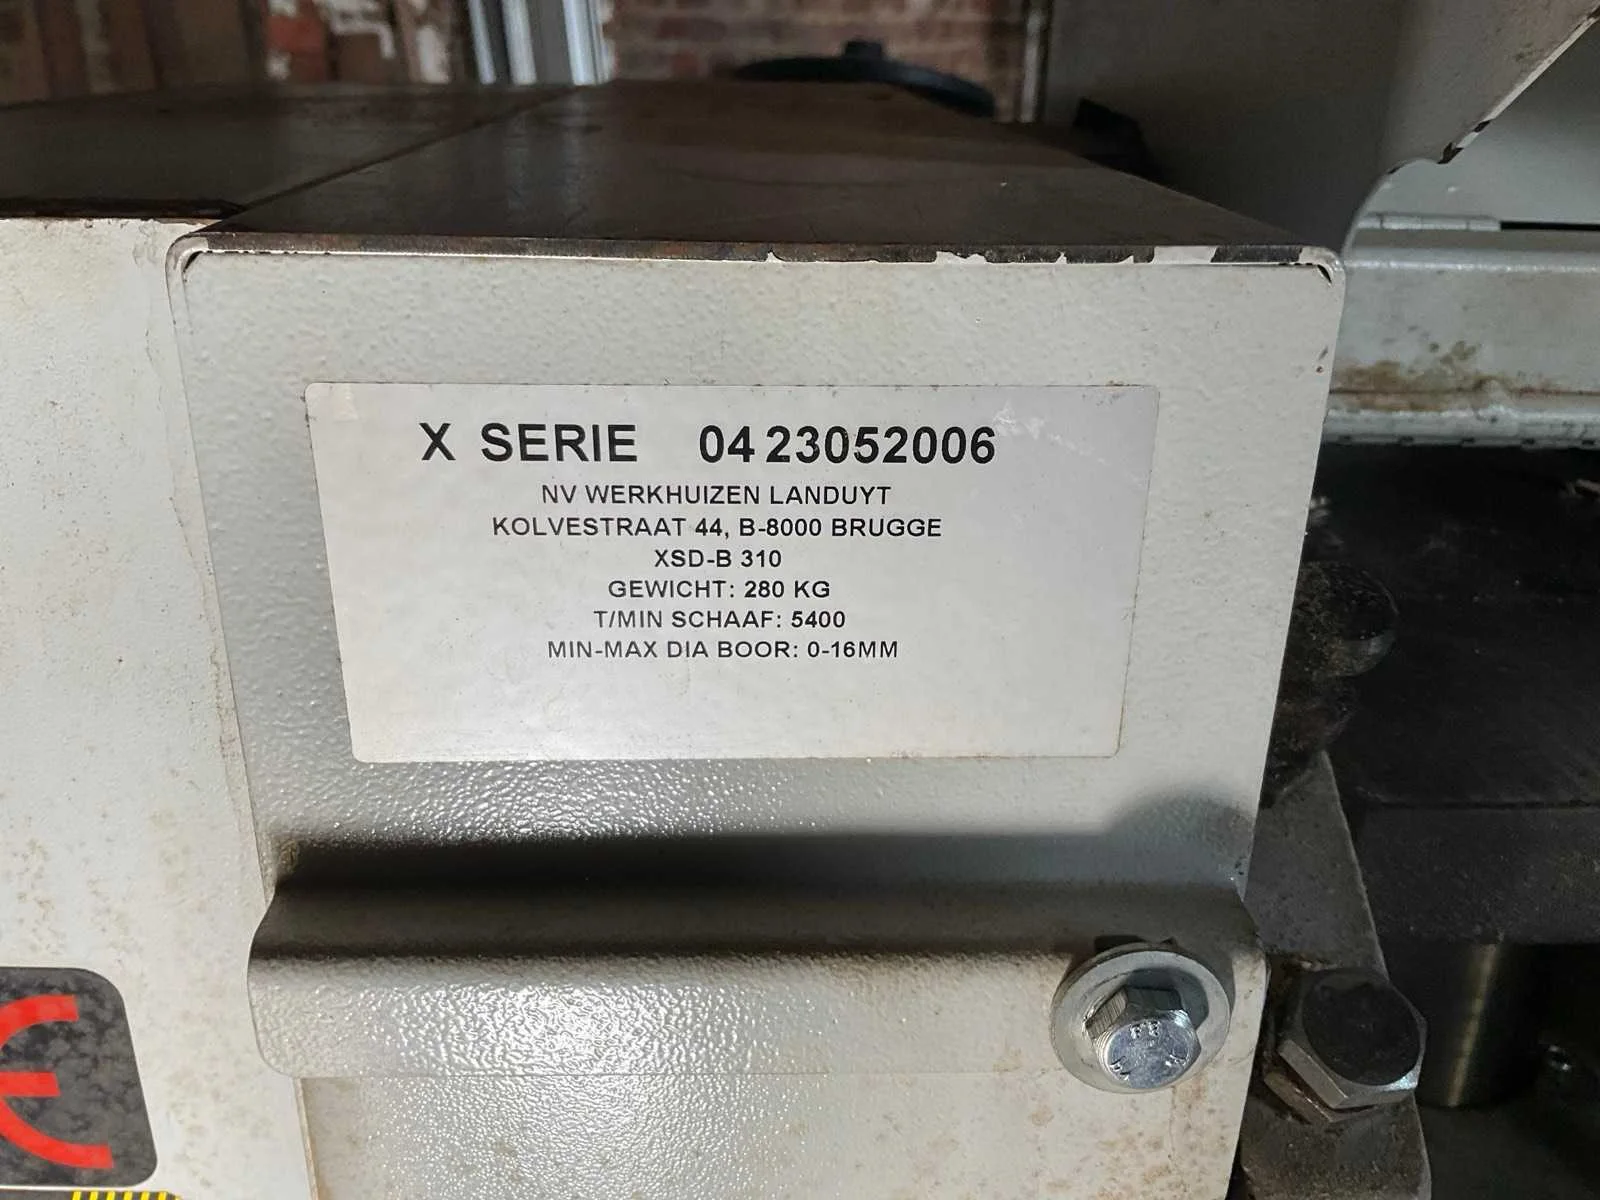 X SERIE 04 23052006
NV WERKHUIZEN LANDUYT
KOLVESTRAAT 44, B-8000 BRUGGE
XSD-B 310
GEWICHT: 280 KG
T/MIN SCHAAF: 5400
MIN-MAX DIA BOOR: 0-16MM